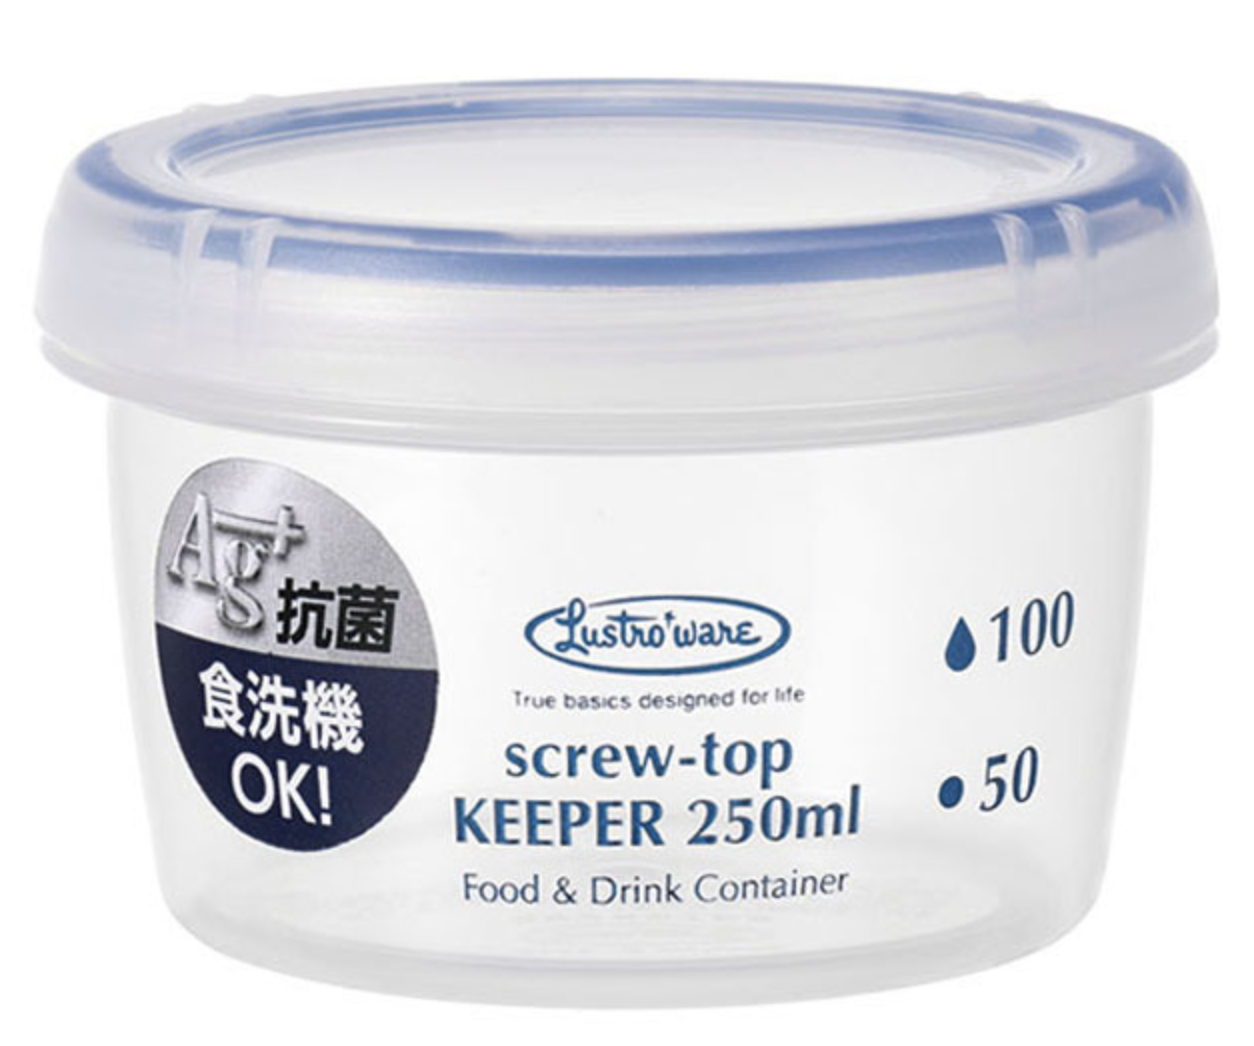 Ag+
抗菌
食洗機
OK!
Lustro*ware
True basics designed for life
screw-top
KEEPER 250ml
Food & Drink Container
100
50